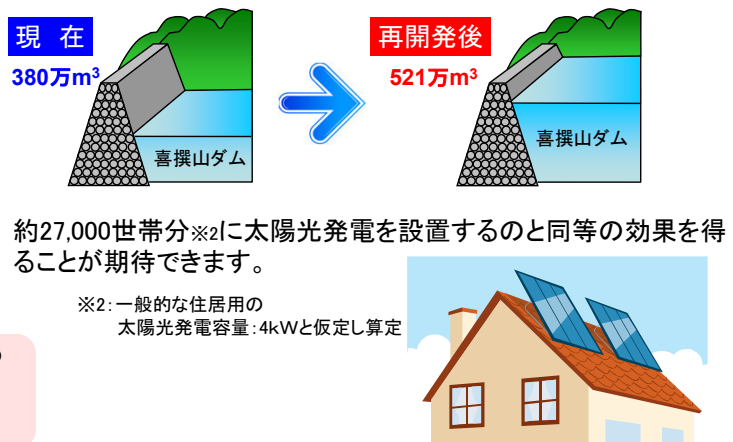 現 在
380万m³
喜撰山ダム
再開発後
521万m³
喜撰山ダム
約27,000世帯分※2に太陽光発電を設置するのと同等の効果を得
ることが期待できます。
※2：一般的な住居用の
太陽光発電容量：4kWと仮定し算定